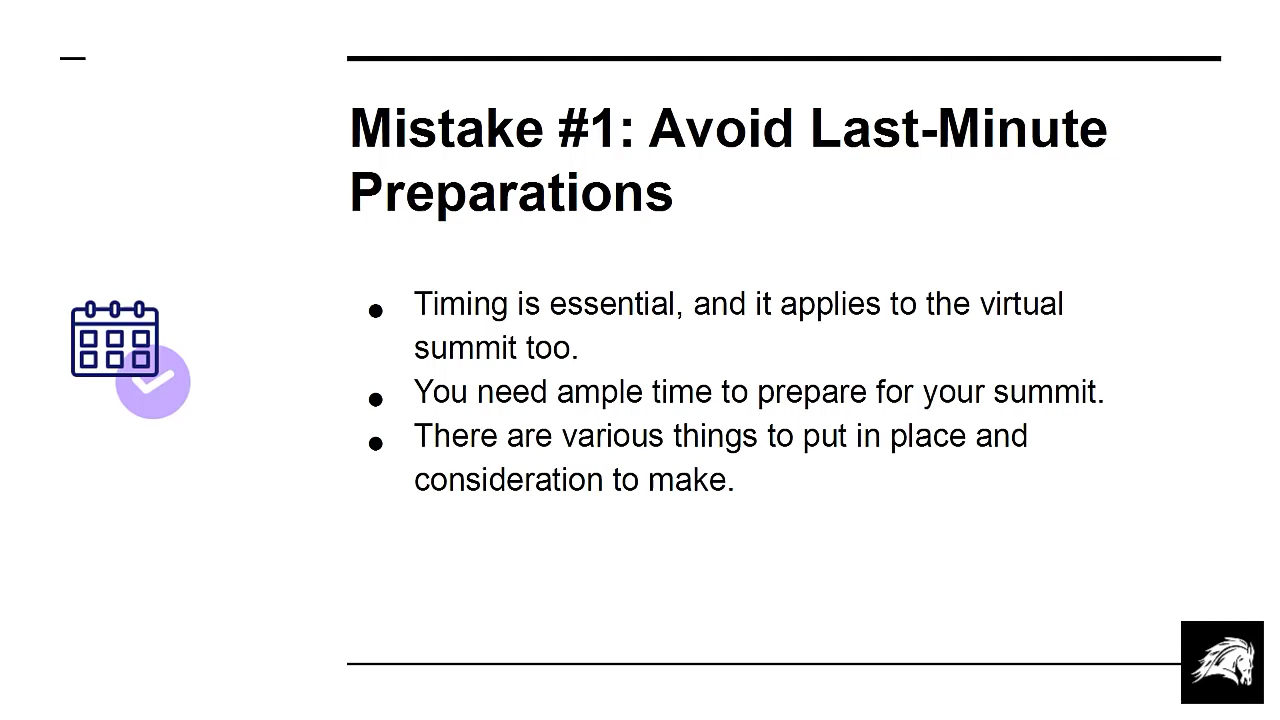 Mistake #1: Avoid Last-Minute
Preparations
● Timing is essential, and it applies to the virtual
summit too.
● You need ample time to prepare for your summit.
● There are various things to put in place and
consideration to make.